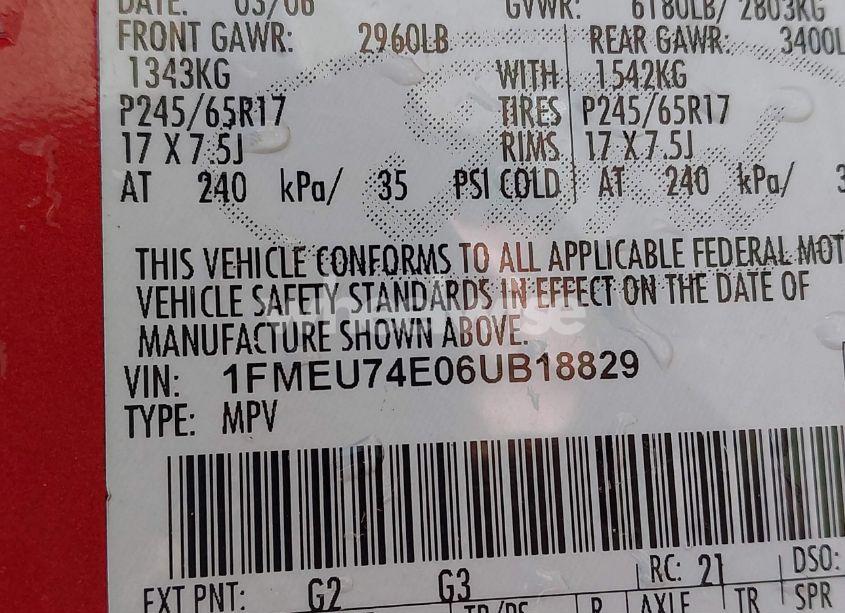 DATE: 03/06 GVWR: 6180LB/ 2803KG
FRONT GAWR: 2960LB REAR GAWR: 3400L
1343KG WITH 1542KG
P245/65R17 TIRES P245/65R17
17 X 7.5J RIMS 17 X 7.5J
AT 240 kPa/ 35 PSI COLD AT 240 kPa/ 3
THIS VEHICLE CONFORMS TO ALL APPLICABLE FEDERAL MOT
VEHICLE SAFETY STANDARDS IN EFFECT ON THE DATE OF
MANUFACTURE SHOWN ABOVE.
VIN: 1FMEU74E06UB18829
TYPE: MPV
EXT PNT: G2 G3 RC: 21 DSO:
TP/PS R AXLE TR SPR